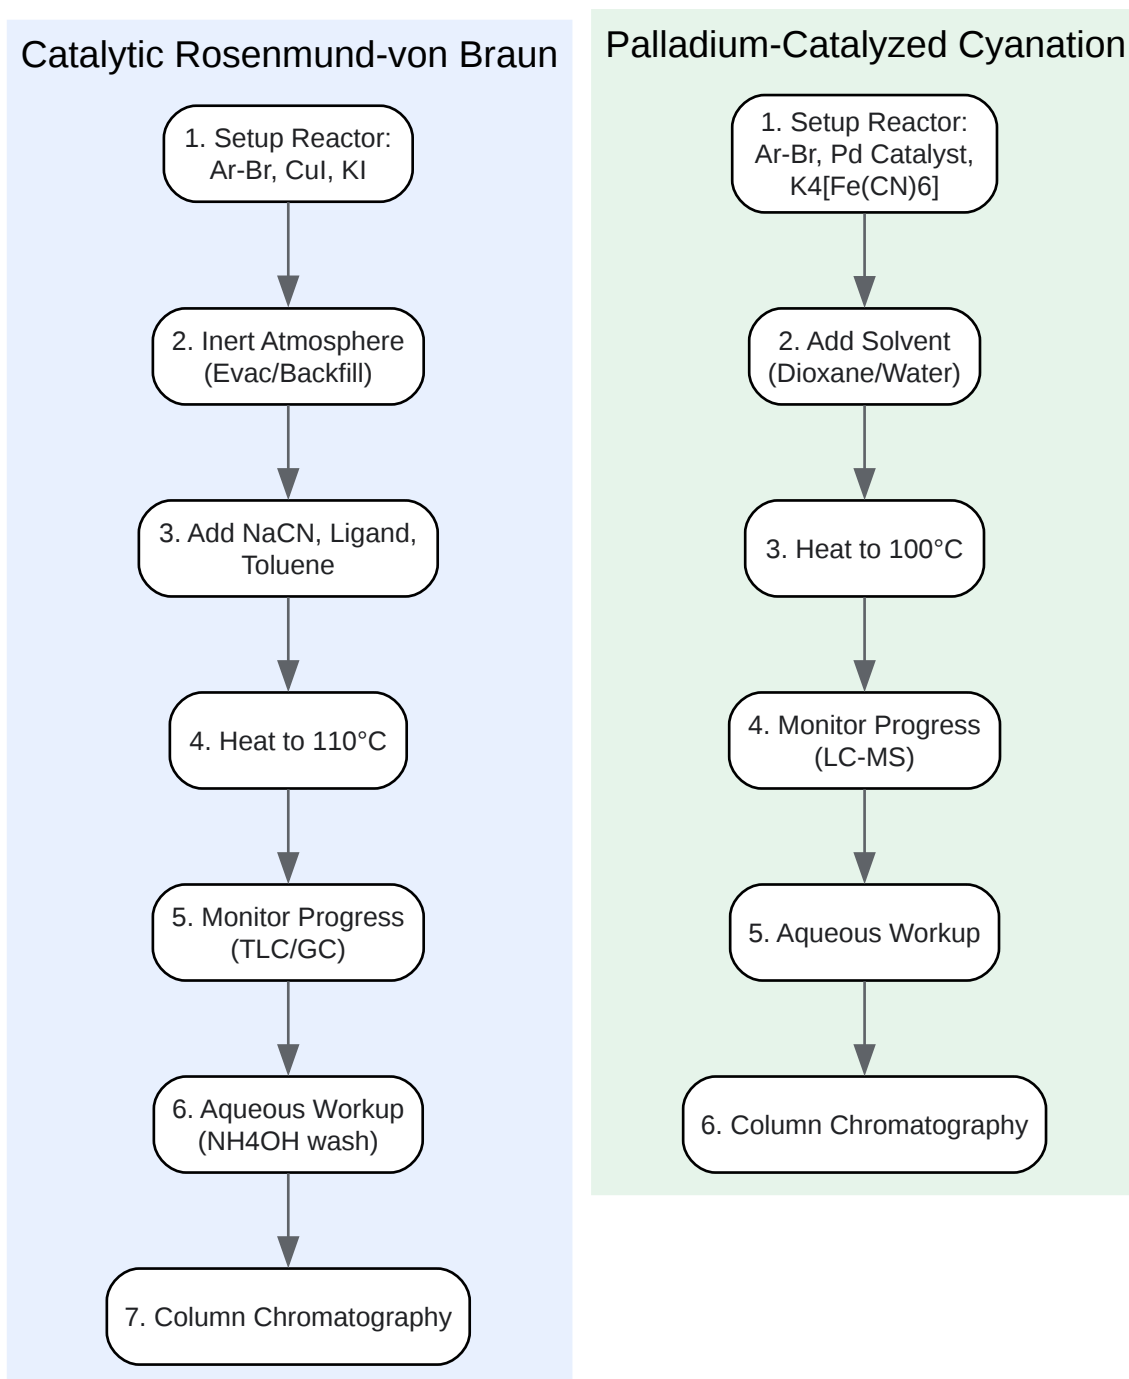 Catalytic Rosenmund-von Braun
1. Setup Reactor:
Ar-Br, CuI, KI
2. Inert Atmosphere
(Evac/Backfill)
3. Add NaCN, Ligand,
Toluene
4. Heat to 110°C
5. Monitor Progress
(TLC/GC)
6. Aqueous Workup
(NH4OH wash)
7. Column Chromatography
Palladium-Catalyzed Cyanation
1. Setup Reactor:
Ar-Br, Pd Catalyst,
K4[Fe(CN)6]
2. Add Solvent
(Dioxane/Water)
3. Heat to 100°C
4. Monitor Progress
(LC-MS)
5. Aqueous Workup
6. Column Chromatography